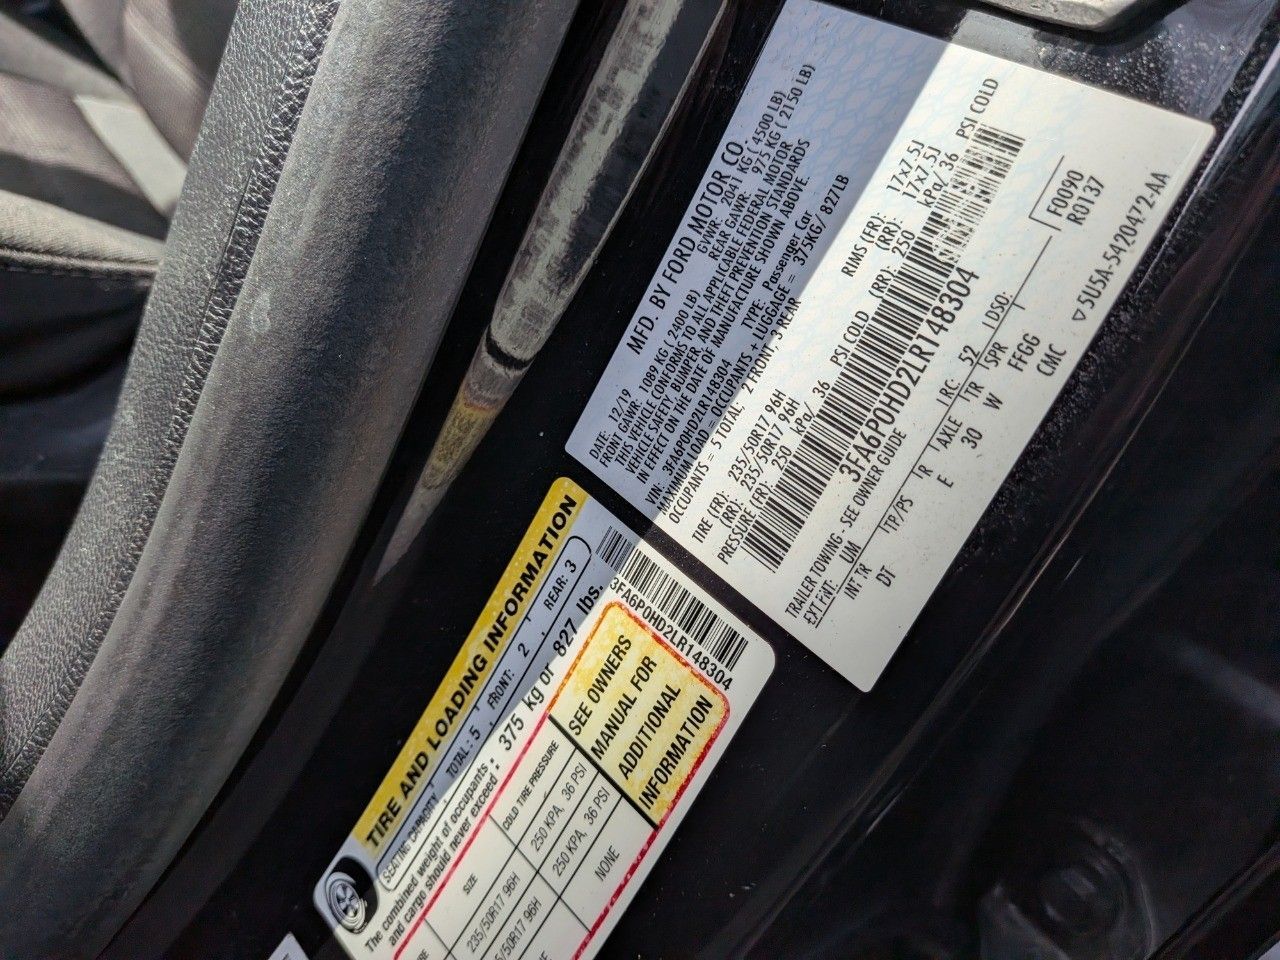 MFD. BY FORD MOTOR CO.
DATE: 12/19
GVWR: 2041 KG ( 4500 LB)
FRONT GAWR: 1089 KG ( 2400 LB)
REAR GAWR: 975 KG ( 2150 LB)
THIS VEHICLE CONFORMS TO ALL APPLICABLE FEDERAL MOTOR
VEHICLE SAFETY, BUMPER, AND THEFT PREVENTION STANDARDS
IN EFFECT ON THE DATE OF MANUFACTURE SHOWN ABOVE
VIN: 3FA6P0HD2LR148304
TYPE: Passenger Car
MAXIMUM LOAD = OCCUPANTS + LUGGAGE = 375KG/ 827LB
OCCUPANTS = 5 TOTAL, 2 FRONT, 3 REAR
TIRE (FR): 235/50R17 96H
RIMS (FR): 17x7.5J
(RR): 235/50R17 96H
(RR): 17x7.5J
PRESSURE (FR): 250 kPa/ 36 PSI COLD
(RR): 250 kPa/ 36 PSI COLD
3FA6P0HD2LR148304
TRAILER TOWING - SEE OWNER GUIDE
F0090
R0137
EXT PNT: UM
RC: 52
DSO:
INT TR TP/PS R AXLE TR SPR
DT E 30 W FFGG
CMC
▽5U5A-5420472-AA
TIRE AND LOADING INFORMATION
SEATING CAPACITY TOTAL: 5 FRONT: 2 REAR: 3
The combined weight of occupants
and cargo should never exceed : 375 kg or 827 lbs.
3FA6P0HD2LR148304
SIZE COLD TIRE PRESSURE
235/50R17 96H 250 KPA, 36 PSI
/50R17 96H 250 KPA, 36 PSI
NONE
SEE OWNERS
MANUAL FOR
ADDITIONAL
INFORMATION